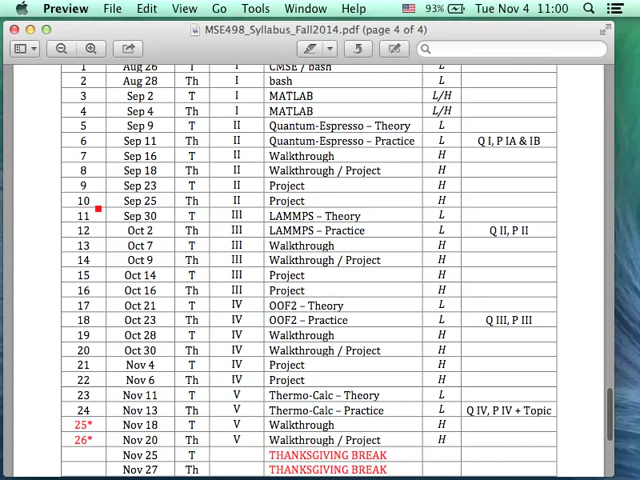 Preview File Edit View Go Tools Window Help 93% Tue Nov 4 11:00
MSE498_Syllabus_Fall2014.pdf (page 4 of 4)
1 Aug 26 T I CMSE / bash L
2 Aug 28 Th I bash L
3 Sep 2 T I MATLAB L/H
4 Sep 4 Th I MATLAB L/H
5 Sep 9 T II Quantum-Espresso – Theory L
6 Sep 11 Th II Quantum-Espresso – Practice L Q I, P IA & IB
7 Sep 16 T II Walkthrough H
8 Sep 18 Th II Walkthrough / Project H
9 Sep 23 T II Project H
10 Sep 25 Th II Project H
11 Sep 30 T III LAMMPS – Theory L
12 Oct 2 Th III LAMMPS – Practice L Q II, P II
13 Oct 7 T III Walkthrough H
14 Oct 9 Th III Walkthrough / Project H
15 Oct 14 T III Project H
16 Oct 16 Th III Project H
17 Oct 21 T IV OOF2 – Theory L
18 Oct 23 Th IV OOF2 – Practice L Q III, P III
19 Oct 28 T IV Walkthrough H
20 Oct 30 Th IV Walkthrough / Project H
21 Nov 4 T IV Project H
22 Nov 6 Th IV Project H
23 Nov 11 T V Thermo-Calc – Theory L
24 Nov 13 Th V Thermo-Calc – Practice L Q IV, P IV + Topic
25* Nov 18 T V Walkthrough H
26* Nov 20 Th V Walkthrough / Project H
Nov 25 T THANKSGIVING BREAK
Nov 27 Th THANKSGIVING BREAK